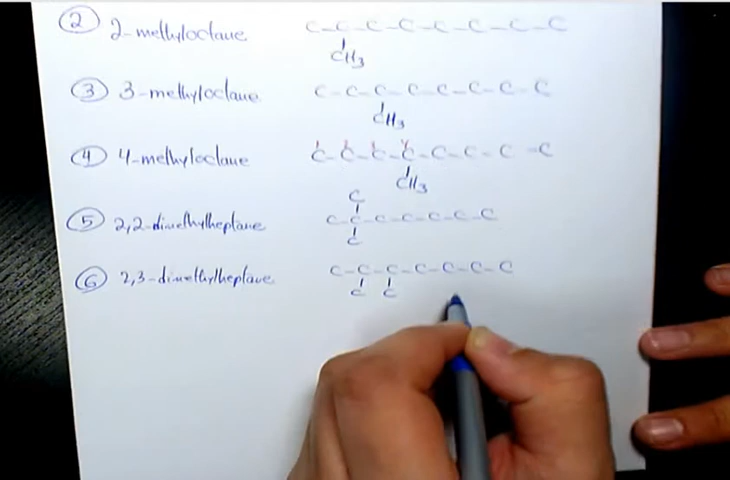 ② 2-methyloctane C-C-C-C-C-C-C-C
CH3
③ 3-methyloctane C-C-C-C-C-C-C-C
CH3
④ 4-methyloctane C-C-C-C-C-C-C-C
CH3
C
⑤ 2,2-dimethylheptane C-C-C-C-C-C-C
C
⑥ 2,3-dimethylheptane C-C-C-C-C-C-C
C C